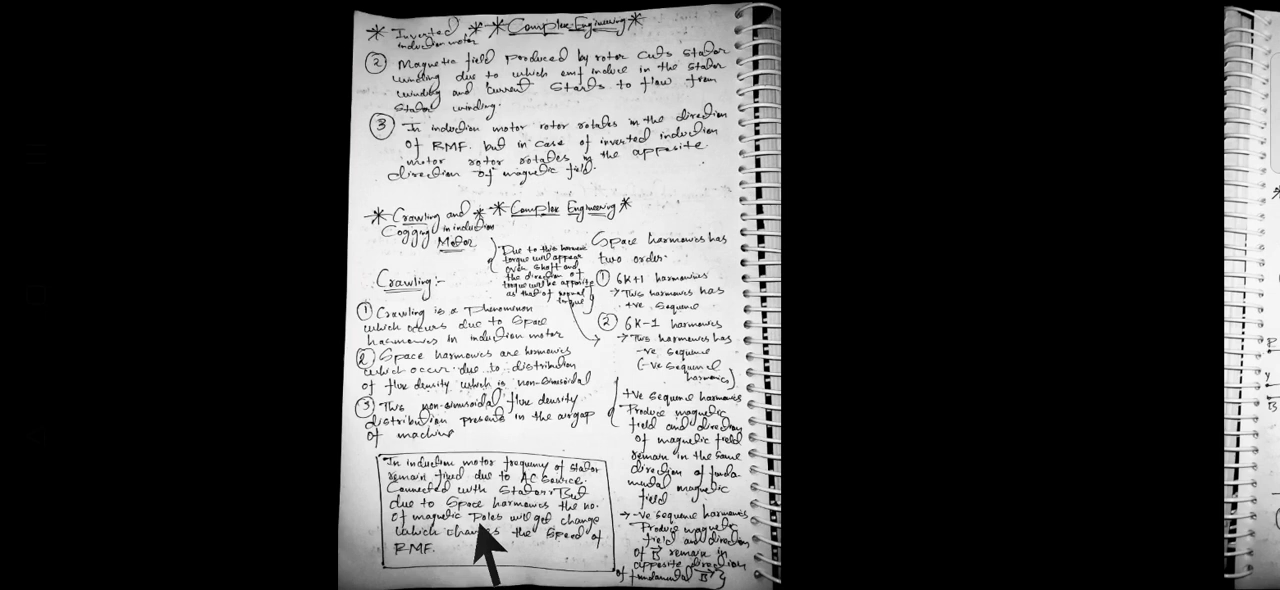 * Inverted * * Complex Engineering *
induction motor
② Magnetic field produced by rotor cuts stator
winding due to which emf induce in the stator
winding and current starts to flow from
stator winding.
③ In induction motor rotor rotates in the direction
of RMF. but in case of inverted induction
motor rotor rotates in the apposite
direction of magnetic field.
* Crawling and * * Complex Engineering *
Cogging in induction
Motor
Due to this harmonic
torque will appear
over shaft and
the direction of
torque will be apposite
as that of normal
torque
Crawling:-
① Crawling is a Phenomenon
which occurs due to Space
harmonics in induction motor
② Space harmonics are harmonics
which occur due to distribution
of flux density which is non-sinusoidal
③ This non-sinusoidal flux density
distribution presents in the airgap
of machine
In induction motor frequency of stator
remain fixed due to AC source.
Connected with Stator. But
due to Space harmonics the no.
of magnetic Poles will get change
which changes the Speed of
RMF.
Space harmonics has
two order.
① 6K+1 harmonics
→ This harmonics has
+ve Sequence
② 6K-1 harmonics
→ This harmonics has
-ve sequence
(-ve Sequence
harmonics)
+ve Sequence harmonics
Produce magnetic
field and direction
of magnetic field
remain in the same
direction of funda-
mental magnetic
field
→ -ve Sequence harmonics
Produce magnetic
field and direction
of B remain in
apposite direction
of fundamental B
P
Y
B